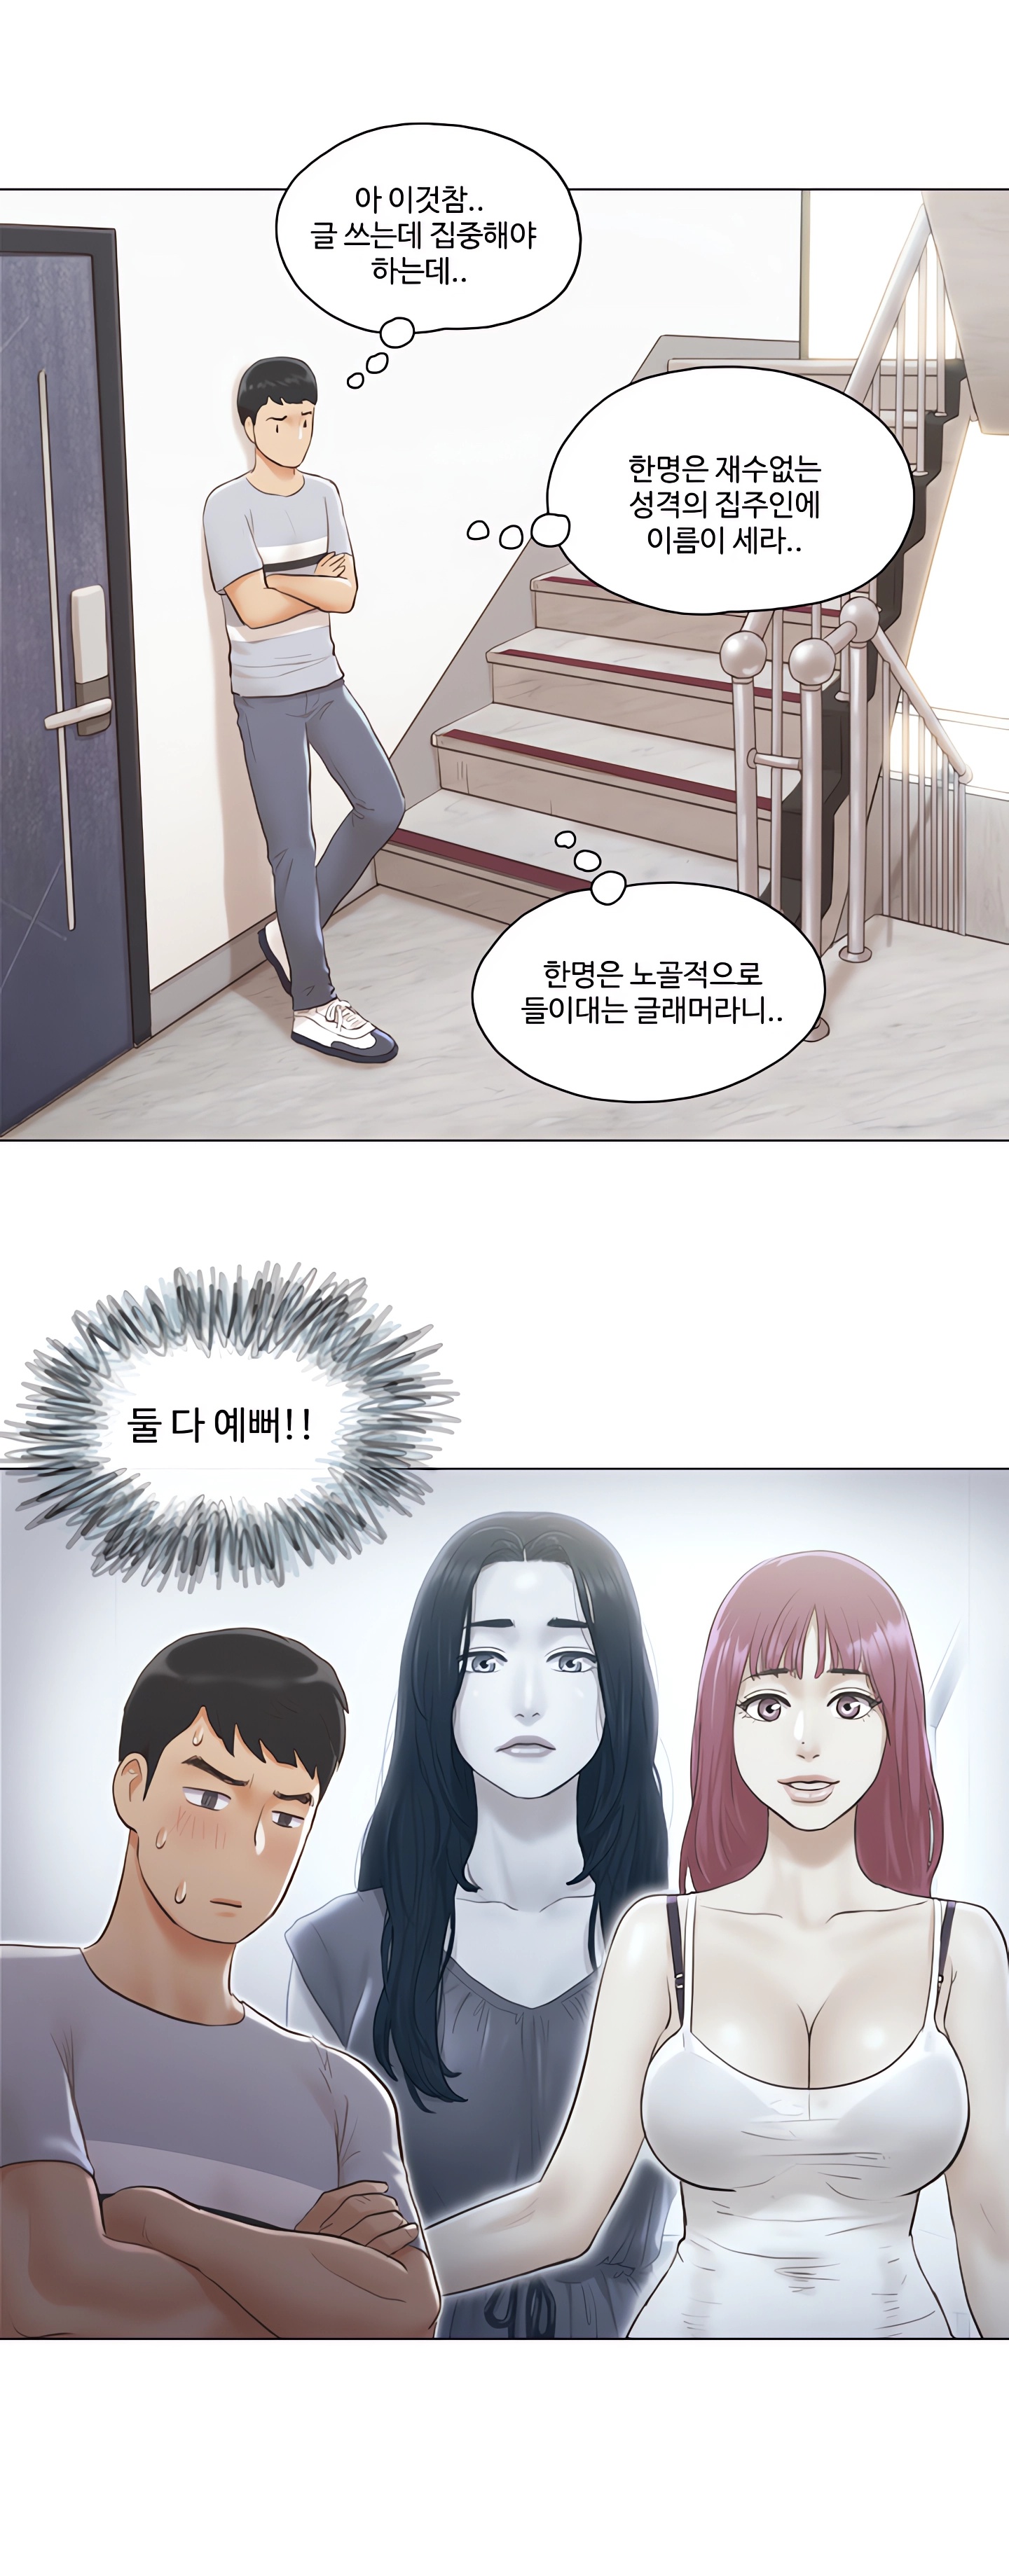 아 이것참..
글 쓰는데 집중해야
하는데..
한명은 재수없는
성격의 집주인에
이름이 세라..
한명은 노골적으로
들이대는 글래머라니..
둘 다 예뻐!!